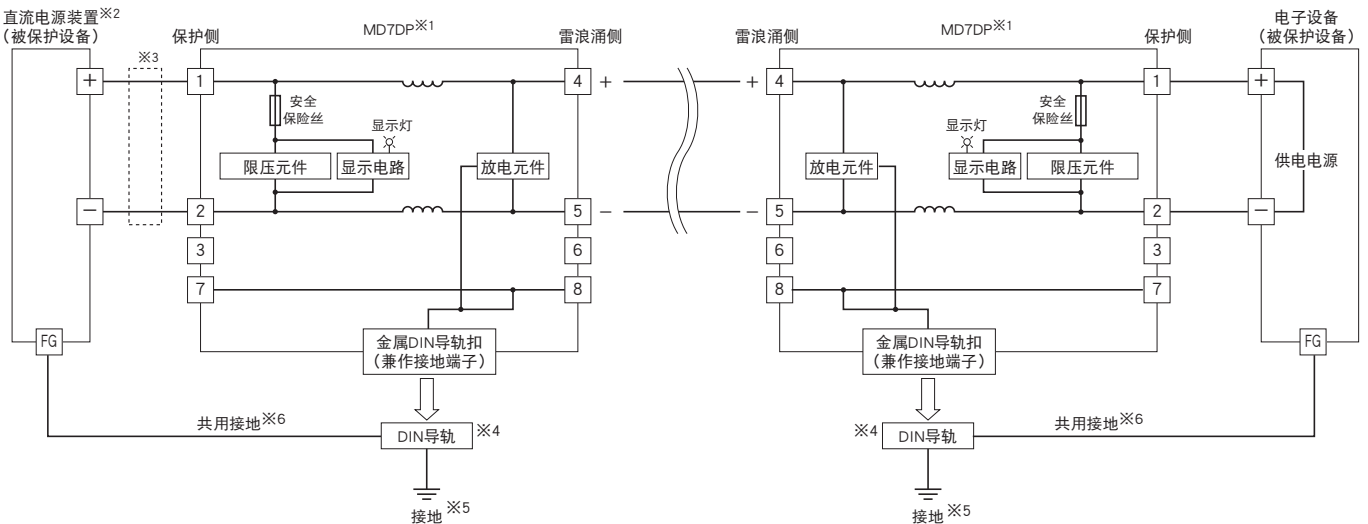 直流电源装置※2
（被保护设备）
保护侧
MD7DP※1
雷浪涌侧
雷浪涌侧
MD7DP※1
保护侧
电子设备
（被保护设备）
※3
＋
1
4
＋
＋
4
1
＋
安全
保险丝
显示灯
限压元件
显示电路
放电元件
放电元件
显示灯
显示电路
安全
保险丝
限压元件
供电电源
－
2
5
－
－
5
2
－
3
6
6
3
7
8
8
7
FG
金属DIN导轨扣
（兼作接地端子）
金属DIN导轨扣
（兼作接地端子）
FG
共用接地※6
DIN导轨
※4
※4
DIN导轨
共用接地※6
接地※5
接地※5